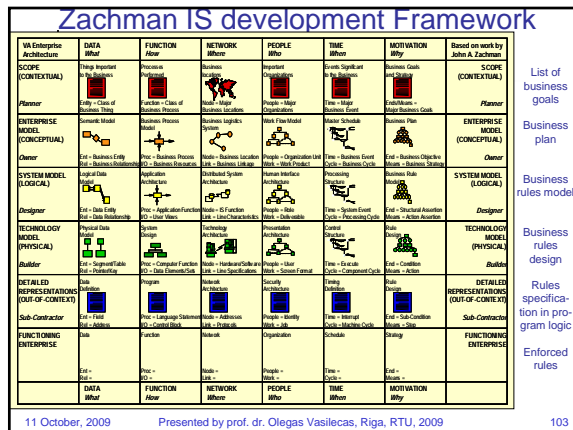 Zachman IS development Framework
VA Enterprise Architecture
DATA What
FUNCTION How
NETWORK Where
PEOPLE Who
TIME When
MOTIVATION Why
Based on work by John A. Zachman
SCOPE (CONTEXTUAL)
Planner
Things Important to the Business
Entity = Class of Business Thing
Processes Performed
Function = Class of Business Process
Business locations
Node = Major Business Locations
Important Organizations
People = Major Organizations
Events Significant to the Business
Time = Major Business Event
Business Goals and Strategy
Ends/Means = Major Business Goals
SCOPE (CONTEXTUAL)
Planner
List of business goals
ENTERPRISE MODEL (CONCEPTUAL)
Owner
Semantic Model
Ent = Business Entity
Rel = Business Relationship
Business Process Model
Proc = Business Process
I/O = Business Resources
Business Logistics System
Node = Business Location
Link = Business Linkage
Work Flow Model
People = Organization Unit
Work = Work Product
Master Schedule
Time = Business Event
Cycle = Business Cycle
Business Plan
End = Business Objective
Means = Business Strategy
ENTERPRISE MODEL (CONCEPTUAL)
Owner
Business plan
SYSTEM MODEL (LOGICAL)
Designer
Logical Data Model
Ent = Data Entity
Rel = Data Relationship
Application Architecture
Proc = Application Function
I/O = User Views
Distributed System Architecture
Node = IS Function
Link = Line Characteristics
Human Interface Architecture
People = Role
Work = Deliverable
Processing Structure
Time = System Event
Cycle = Processing Cycle
Business Rule Model
End = Structural Assertion
Means = Action Assertion
SYSTEM MODEL (LOGICAL)
Designer
Business rules model
TECHNOLOGY MODEL (PHYSICAL)
Builder
Physical Data Model
Ent = Segment/Table
Rel = Pointer/Key
System Design
Proc = Computer Function
I/O = Data Elements/Sets
Technology Architecture
Node = Hardware/Software
Link = Line Specifications
Presentation Architecture
People = User
Work = Screen Format
Control Structure
Time = Execute
Cycle = Component Cycle
Rule Design
End = Condition
Means = Action
TECHNOLOGY MODEL (PHYSICAL)
Builder
Business rules design
DETAILED REPRESENTATIONS (OUT-OF-CONTEXT)
Sub-Contractor
Data Definition
Ent = Field
Rel = Address
Program
Proc = Language Statement
I/O = Control Block
Network Architecture
Node = Addresses
Link = Protocols
Security Architecture
People = Identity
Work = Job
Timing Definition
Time = Interrupt
Cycle = Machine Cycle
Rule Design
End = Sub-Condition
Means = Step
DETAILED REPRESENTATIONS (OUT-OF-CONTEXT)
Sub-Contractor
Rules specifica- tion in pro- gram logic
FUNCTIONING ENTERPRISE
Data
Ent =
Rel =
Function
Proc =
I/O =
Network
Node =
Link =
Organization
People =
Work =
Schedule
Time =
Cycle =
Strategy
End =
Means =
FUNCTIONING ENTERPRISE
Enforced rules
DATA What
FUNCTION How
NETWORK Where
PEOPLE Who
TIME When
MOTIVATION Why
11 October, 2009
Presented by prof. dr. Olegas Vasilecas, Riga, RTU, 2009
103